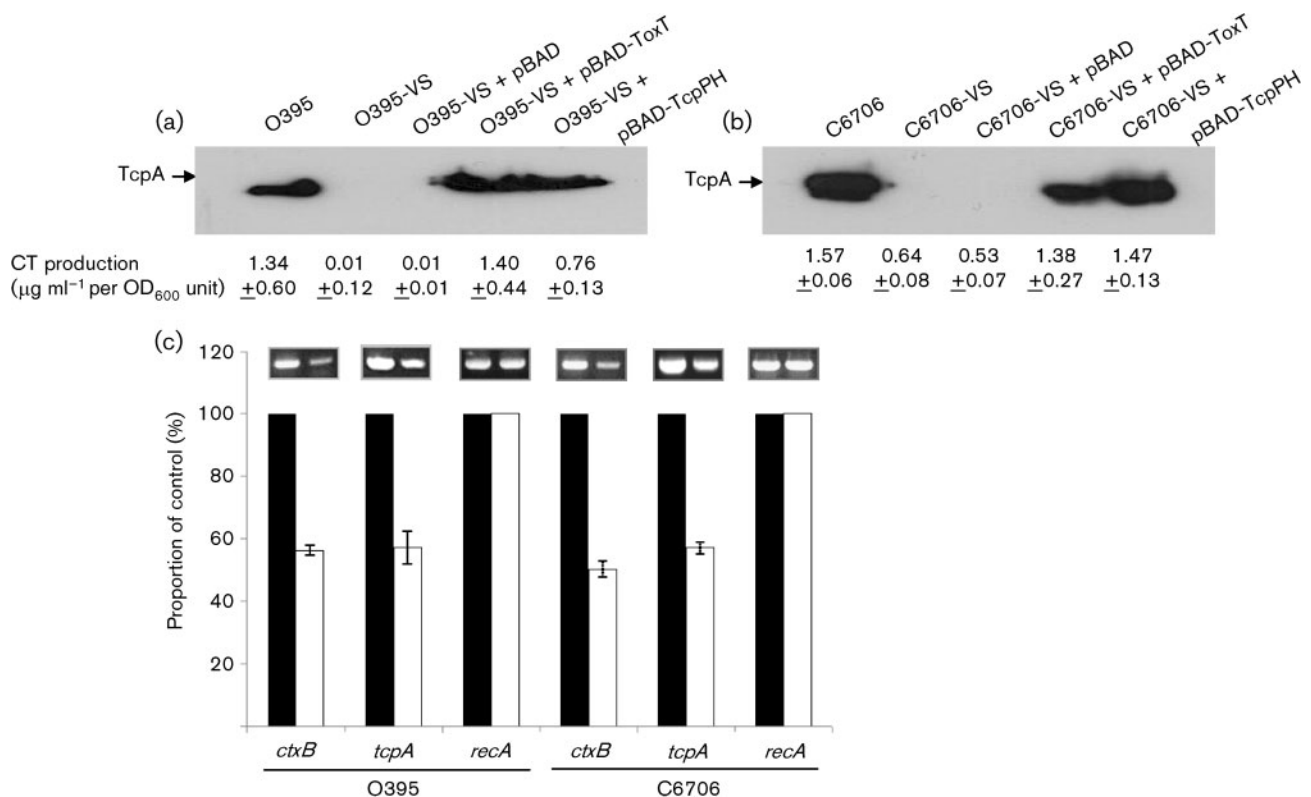 (a)
O395
O395-VS
O395-VS + pBAD
O395-VS + pBAD-ToxT
O395-VS +
pBAD-TcpPH
TcpA
(b)
C6706
C6706-VS
C6706-VS + pBAD
C6706-VS + pBAD-ToxT
C6706-VS +
pBAD-TcpPH
TcpA
CT production 1.34 0.01 0.01 1.40 0.76
(μg ml⁻¹ per OD₆₀₀ unit) ±0.60 ±0.12 ±0.01 ±0.44 ±0.13
1.57 0.64 0.53 1.38 1.47
±0.06 ±0.08 ±0.07 ±0.27 ±0.13
(c)
Proportion of control (%)
120
100
80
60
40
20
ctxB tcpA recA ctxB tcpA recA
O395 C6706